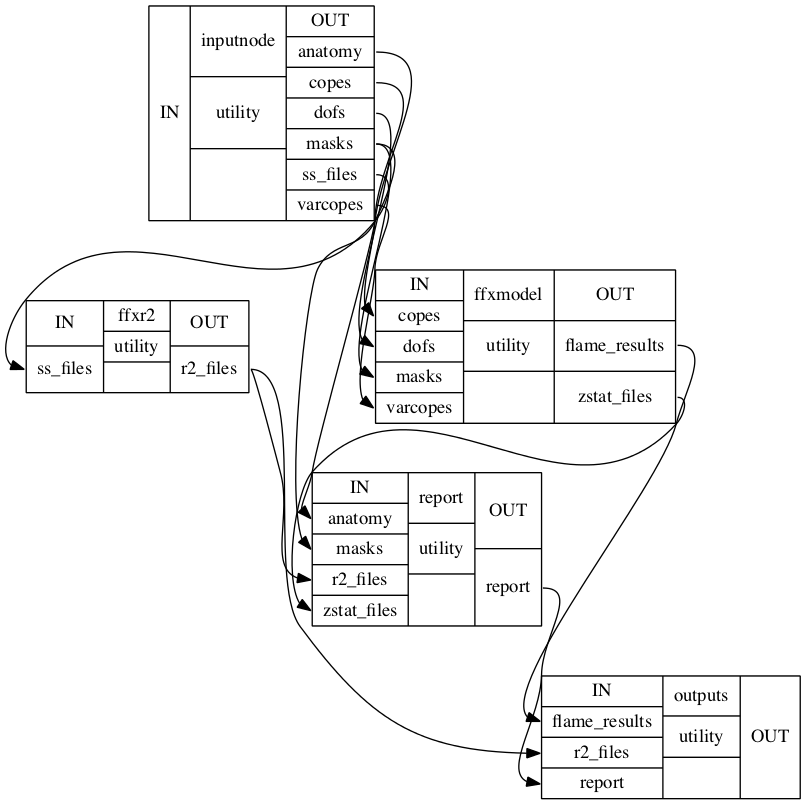 IN
inputnode
utility
OUT
anatomy
copes
dofs
masks
ss_files
varcopes
IN
ss_files
ffxr2
utility
OUT
r2_files
IN
copes
dofs
masks
varcopes
ffxmodel
utility
OUT
flame_results
zstat_files
IN
anatomy
masks
r2_files
zstat_files
report
utility
OUT
report
IN
flame_results
r2_files
report
outputs
utility
OUT